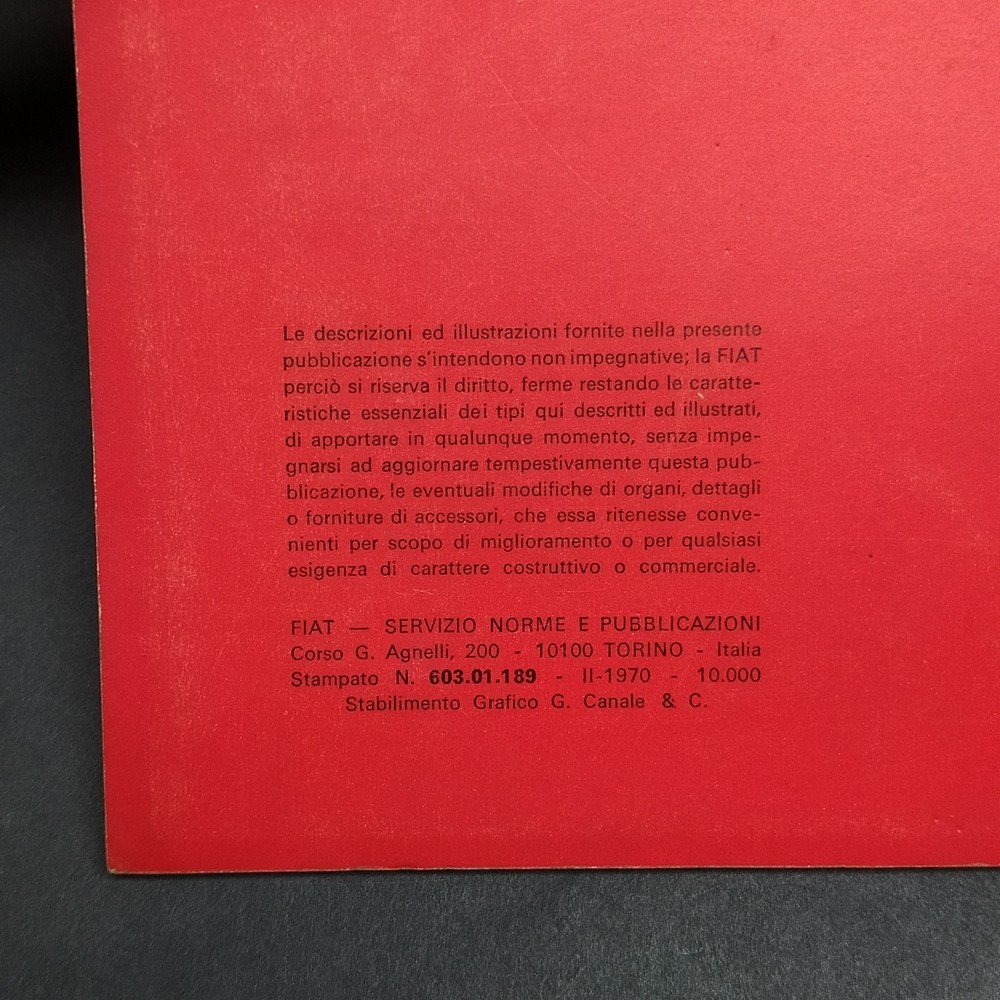 Le descrizioni ed illustrazioni fornite nella presente
pubblicazione s'intendono non impegnative; la FIAT
perciò si riserva il diritto, ferme restando le caratte-
ristiche essenziali dei tipi qui descritti ed illustrati,
di apportare in qualunque momento, senza impe-
gnarsi ad aggiornare tempestivamente questa pub-
blicazione, le eventuali modifiche di organi, dettagli
o forniture di accessori, che essa ritenesse conve-
nienti per scopo di miglioramento o per qualsiasi
esigenza di carattere costruttivo o commerciale.
FIAT — SERVIZIO NORME E PUBBLICAZIONI
Corso G. Agnelli, 200 - 10100 TORINO - Italia
Stampato N. 603.01.189 - II-1970 - 10.000
Stabilimento Grafico G. Canale & C.